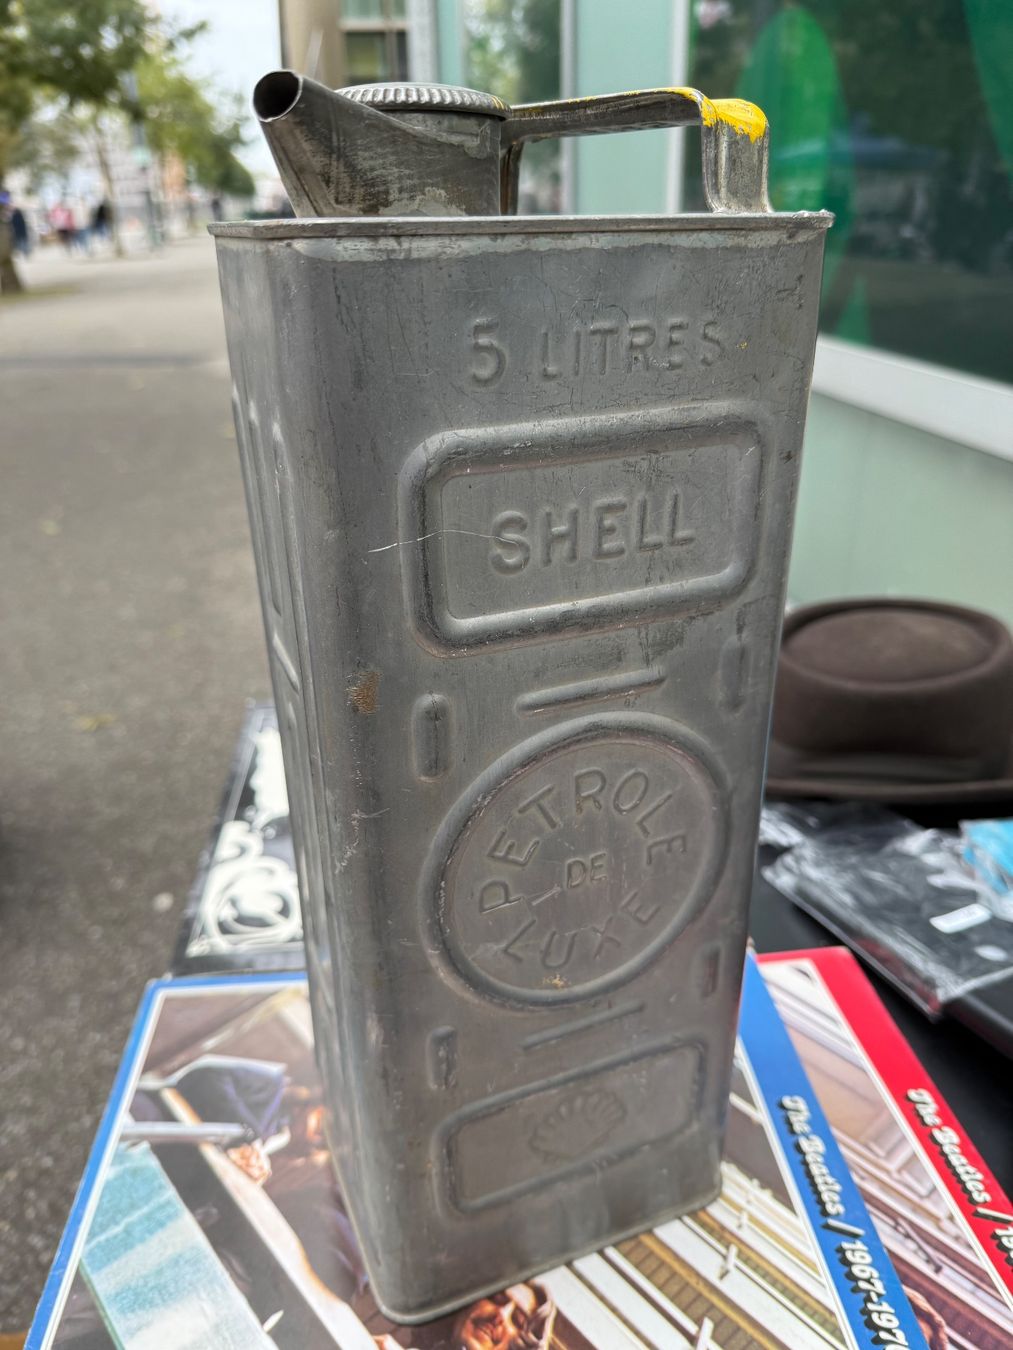 5 LITRES
SHELL
PETROLE
DE
LUXE
The Beatles / 1967-1970
The Beatles /